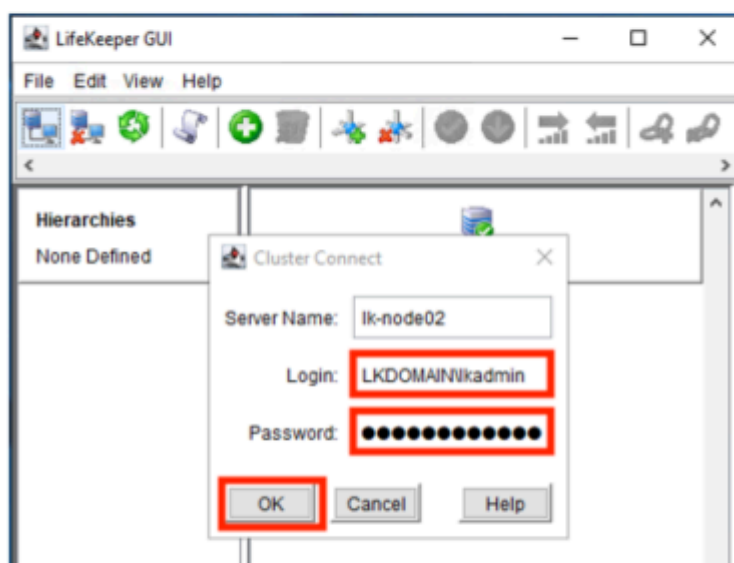 LifeKeeper GUI
File Edit View Help
Hierarchies
None Defined
Cluster Connect
Server Name: lk-node02
Login: LKDOMAIN\lkadmin
Password: ●●●●●●●●●●●●
OK Cancel Help